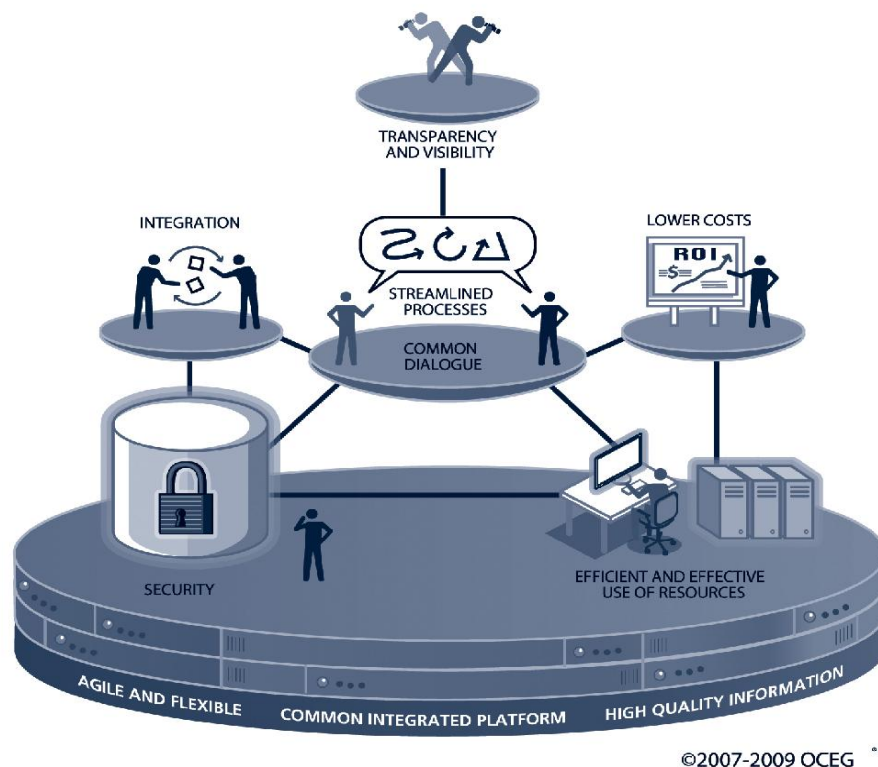 TRANSPARENCY
AND VISIBILITY
INTEGRATION
LOWER COSTS
ROI
$
STREAMLINED
PROCESSES
COMMON
DIALOGUE
SECURITY
EFFICIENT AND EFFECTIVE
USE OF RESOURCES
AGILE AND FLEXIBLE
COMMON INTEGRATED PLATFORM
HIGH QUALITY INFORMATION
©2007-2009 OCEG ®